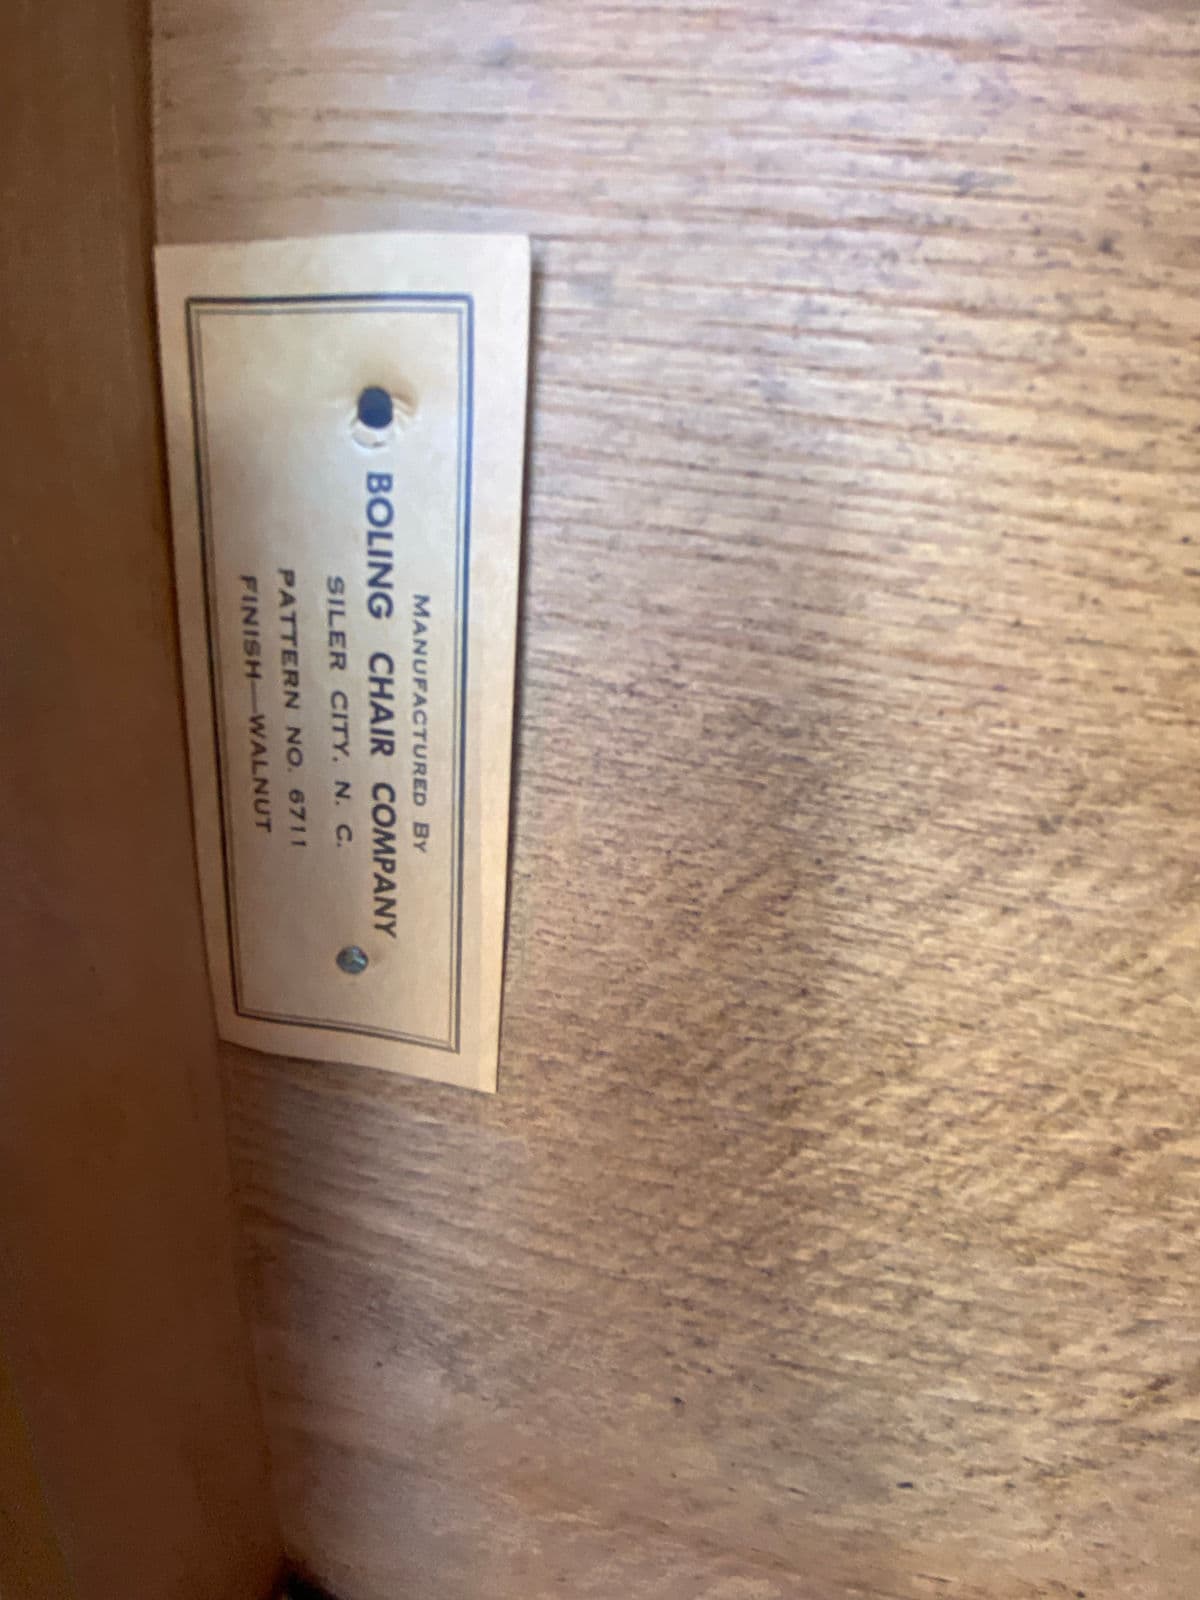 MANUFACTURED BY
BOLING CHAIR COMPANY
SILER CITY. N. C.
PATTERN NO. 6711
FINISH—WALNUT